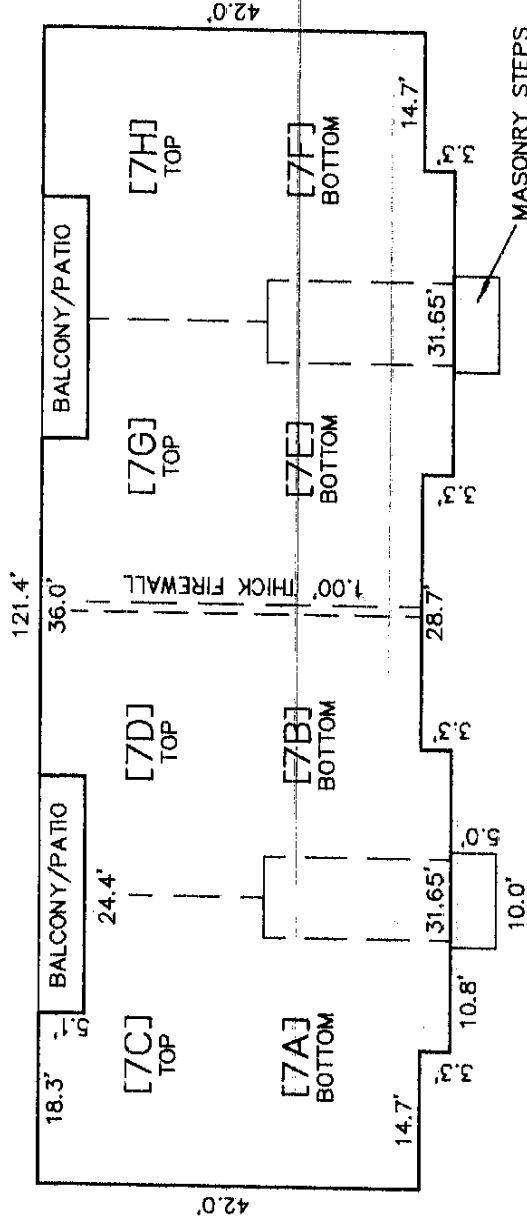 121.4'
18.3'
BALCONY/PATIO
36.0'
BALCONY/PATIO
5.1'
24.4'
42.0'
42.0'
[7C]
TOP
[7D]
TOP
[7G]
TOP
[7H]
TOP
1.00' THICK FIREWALL
[7A]
BOTTOM
[7B]
BOTTOM
[7E]
BOTTOM
[7F]
BOTTOM
14.7'
3.3'
10.8'
31.65'
5.0'
10.0'
3.3'
28.7'
3.3'
31.65'
3.3'
14.7'
MASONRY STEPS